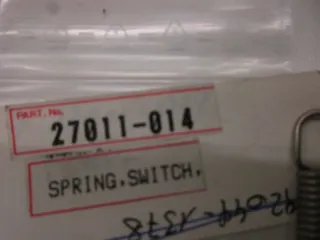 PART. No.
27011-014
SPRING,SWITCH,